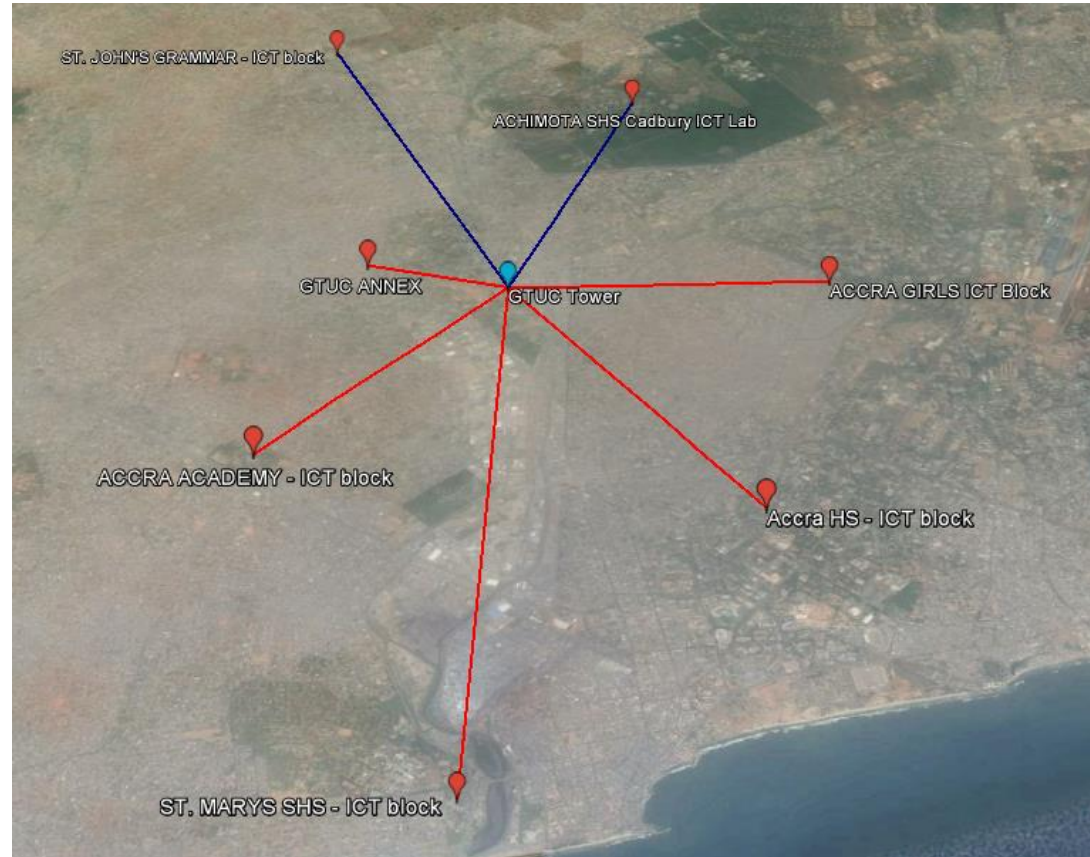 ST. JOHN'S GRAMMAR - ICT block
ACHIMOTA SHS Cadbury ICT Lab
GTUC ANNEX
GTUC Tower
ACCRA GIRLS ICT Block
ACCRA ACADEMY - ICT block
Accra HS - ICT block
ST. MARYS SHS - ICT block